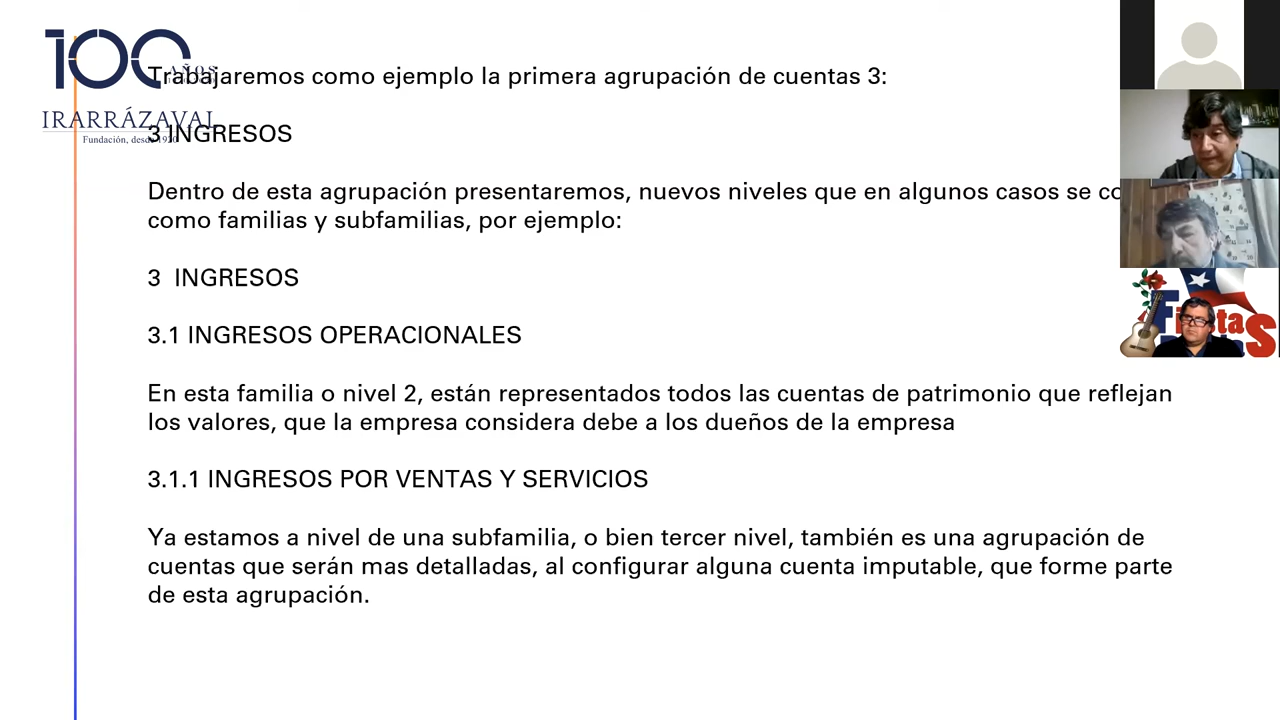 100
AÑOS
IRARRÁZAVAL
Fundación, desde 1920
Trabajaremos como ejemplo la primera agrupación de cuentas 3:
3 INGRESOS
Dentro de esta agrupación presentaremos, nuevos niveles que en algunos casos se
como familias y subfamilias, por ejemplo:
3 INGRESOS
3.1 INGRESOS OPERACIONALES
En esta familia o nivel 2, están representados todos las cuentas de patrimonio que reflejan
los valores, que la empresa considera debe a los dueños de la empresa
3.1.1 INGRESOS POR VENTAS Y SERVICIOS
Ya estamos a nivel de una subfamilia, o bien tercer nivel, también es una agrupación de
cuentas que serán mas detalladas, al configurar alguna cuenta imputable, que forme parte
de esta agrupación.